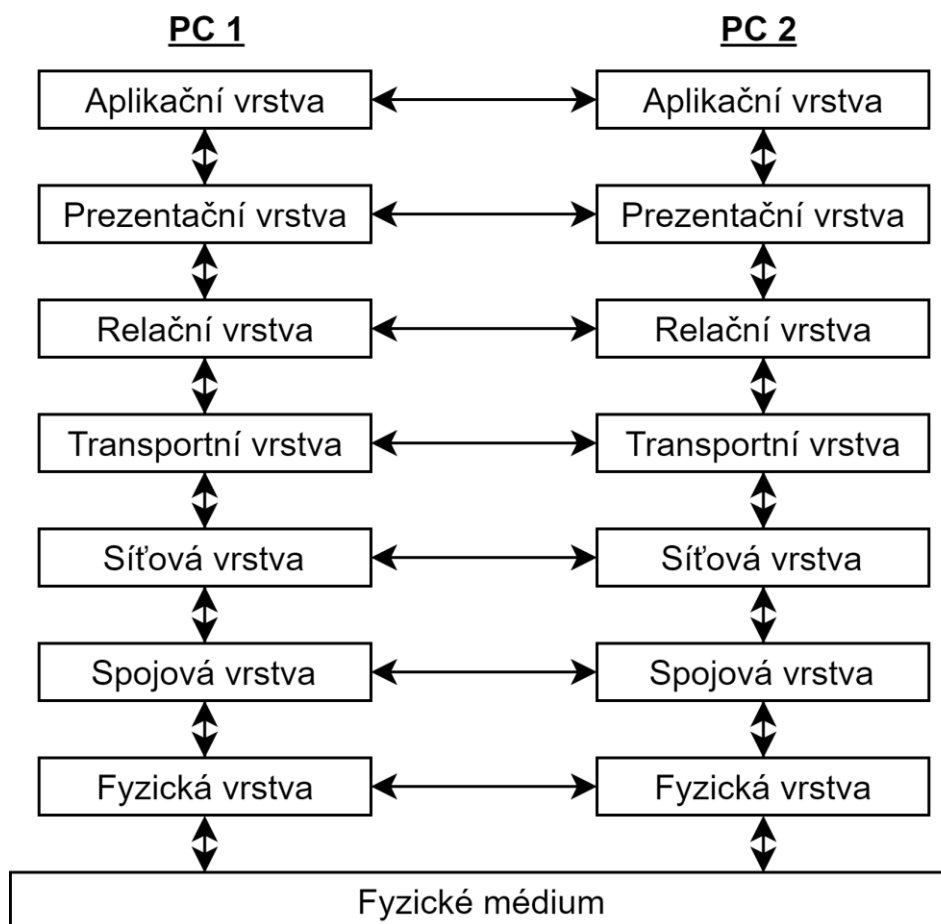 PC 1 PC 2
Aplikační vrstva Aplikační vrstva
Prezentační vrstva Prezentační vrstva
Relační vrstva Relační vrstva
Transportní vrstva Transportní vrstva
Síťová vrstva Síťová vrstva
Spojová vrstva Spojová vrstva
Fyzická vrstva Fyzická vrstva
Fyzické médium